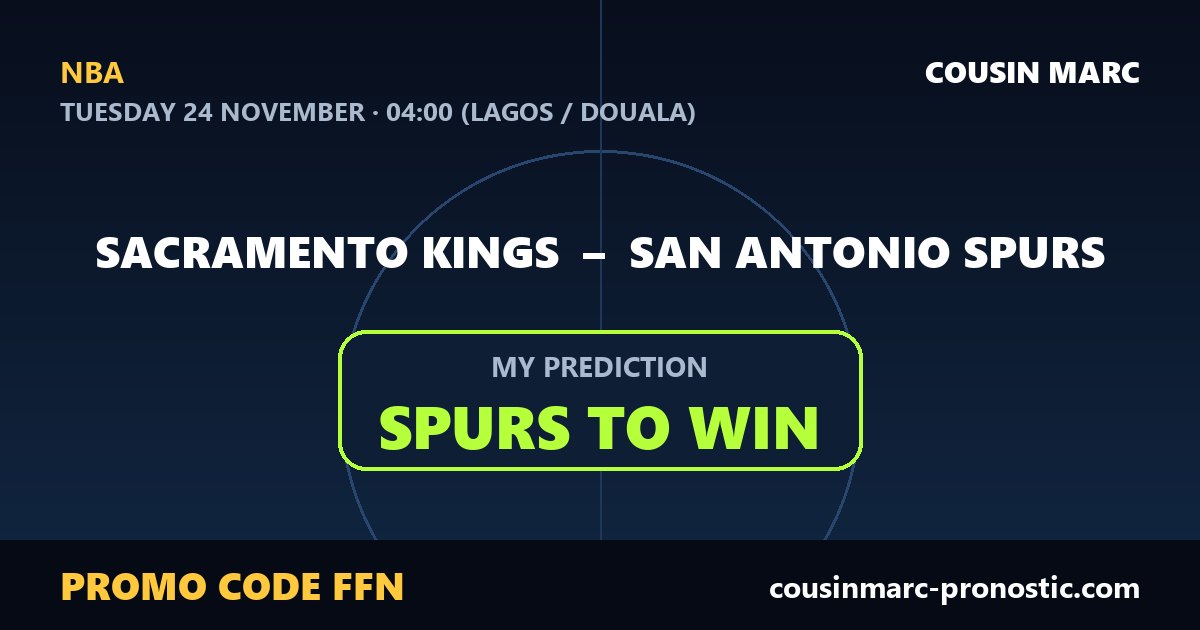 NBA
COUSIN MARC
TUESDAY 24 NOVEMBER · 04:00 (LAGOS / DOUALA)
SACRAMENTO KINGS – SAN ANTONIO SPURS
MY PREDICTION
SPURS TO WIN
PROMO CODE FFN
cousinmarc-pronostic.com